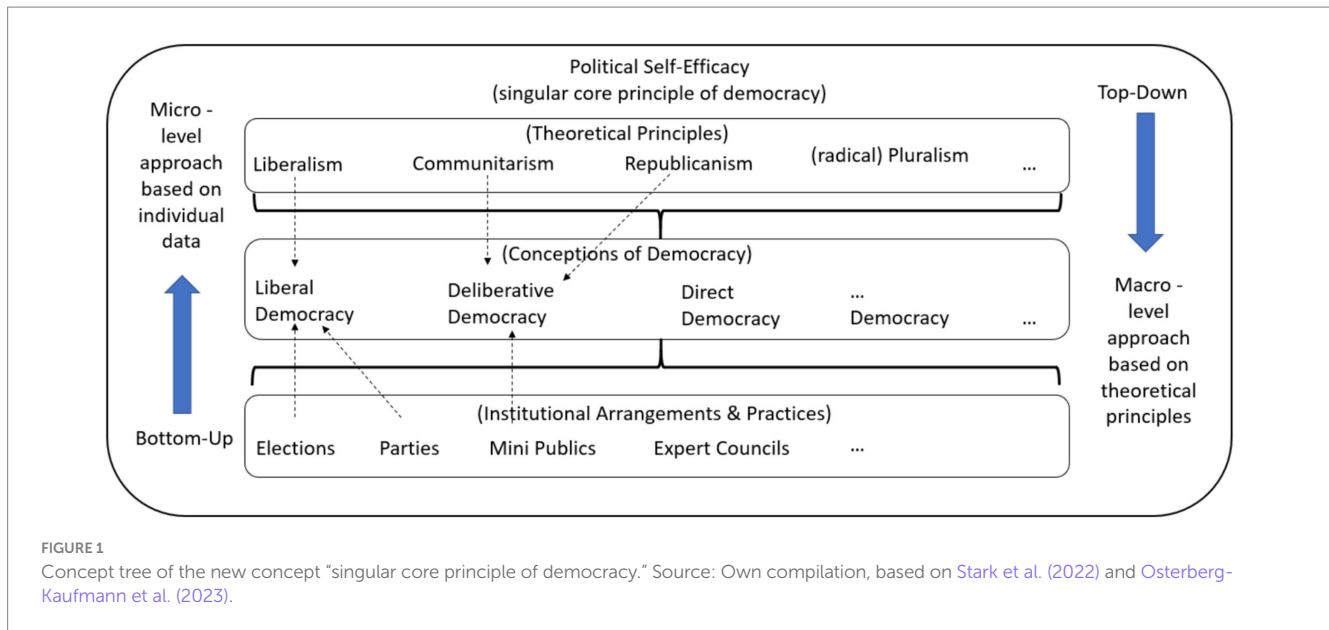 Political Self-Efficacy
(singular core principle of democracy)
Micro -
level
approach
based on
individual
data
Bottom-Up
Top-Down
Macro -
level
approach
based on
theoretical
principles
(Theoretical Principles)
Liberalism Communitarism Republicanism (radical) Pluralism ...
(Conceptions of Democracy)
Liberal
Democracy
Deliberative
Democracy
Direct
Democracy
...
Democracy
...
(Institutional Arrangements & Practices)
Elections Parties Mini Publics Expert Councils ...
FIGURE 1
Concept tree of the new concept “singular core principle of democracy.” Source: Own compilation, based on Stark et al. (2022) and Osterberg-
Kaufmann et al. (2023).